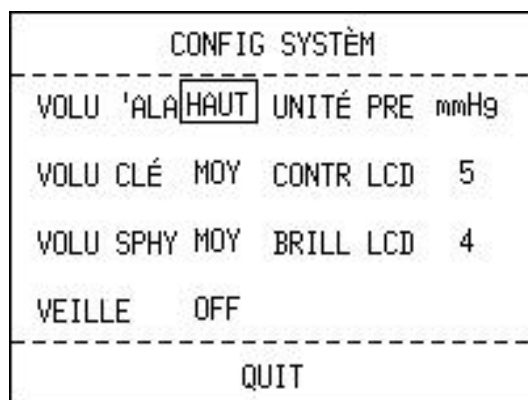 CONFIG SYSTÈM
VOLU 'ALA HAUT UNITÉ PRE mmHg
VOLU CLÉ MOY CONTR LCD 5
VOLU SPHY MOY BRILL LCD 4
VEILLE OFF
QUIT